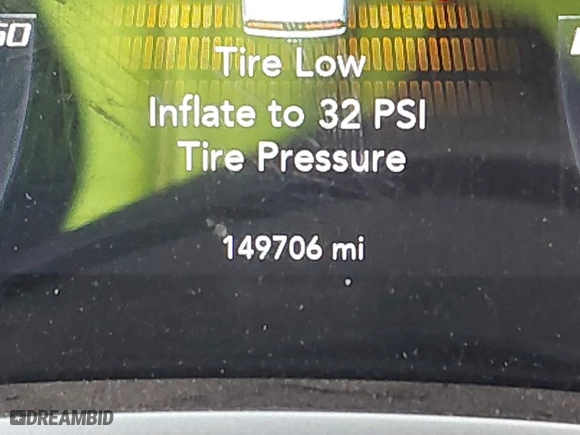 Tire Low
Inflate to 32 PSI
Tire Pressure
149706 mi
DREAMBID